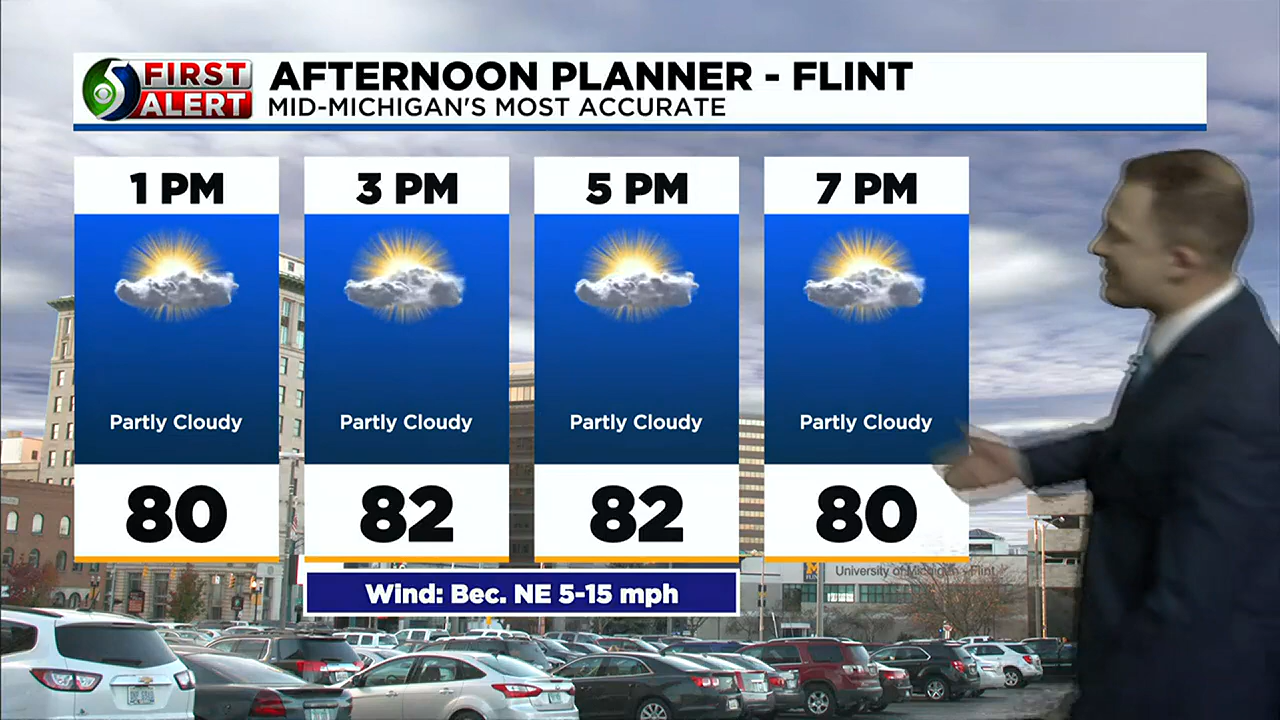 5 FIRST ALERT
AFTERNOON PLANNER - FLINT
MID-MICHIGAN'S MOST ACCURATE
1 PM
3 PM
5 PM
7 PM
Partly Cloudy
Partly Cloudy
Partly Cloudy
Partly Cloudy
80
82
82
80
Wind: Bec. NE 5-15 mph
M FLINT
University of Michigan-Flint